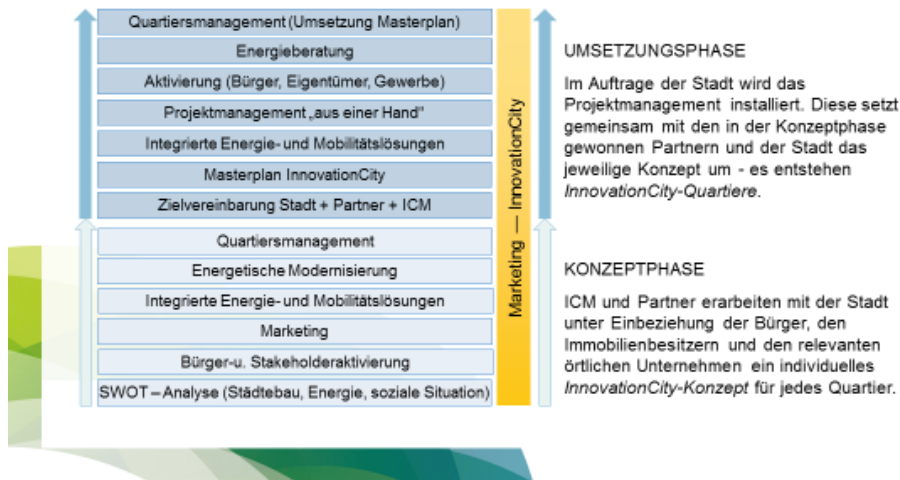 Quartiersmanagement (Umsetzung Masterplan)
Energieberatung
Aktivierung (Bürger, Eigentümer, Gewerbe)
Projektmanagement „aus einer Hand"
Integrierte Energie- und Mobilitätslösungen
Masterplan InnovationCity
Zielvereinbarung Stadt + Partner + ICM
Quartiersmanagement
Energetische Modernisierung
Integrierte Energie- und Mobilitätslösungen
Marketing
Bürger-u. Stakeholderaktivierung
SWOT – Analyse (Städtebau, Energie, soziale Situation)
Marketing — InnovationCity
UMSETZUNGSPHASE
Im Auftrage der Stadt wird das
Projektmanagement installiert. Diese setzt
gemeinsam mit den in der Konzeptphase
gewonnen Partnern und der Stadt das
jeweilige Konzept um - es entstehen
InnovationCity-Quartiere.
KONZEPTPHASE
ICM und Partner erarbeiten mit der Stadt
unter Einbeziehung der Bürger, den
Immobilienbesitzern und den relevanten
örtlichen Unternehmen ein individuelles
InnovationCity-Konzept für jedes Quartier.